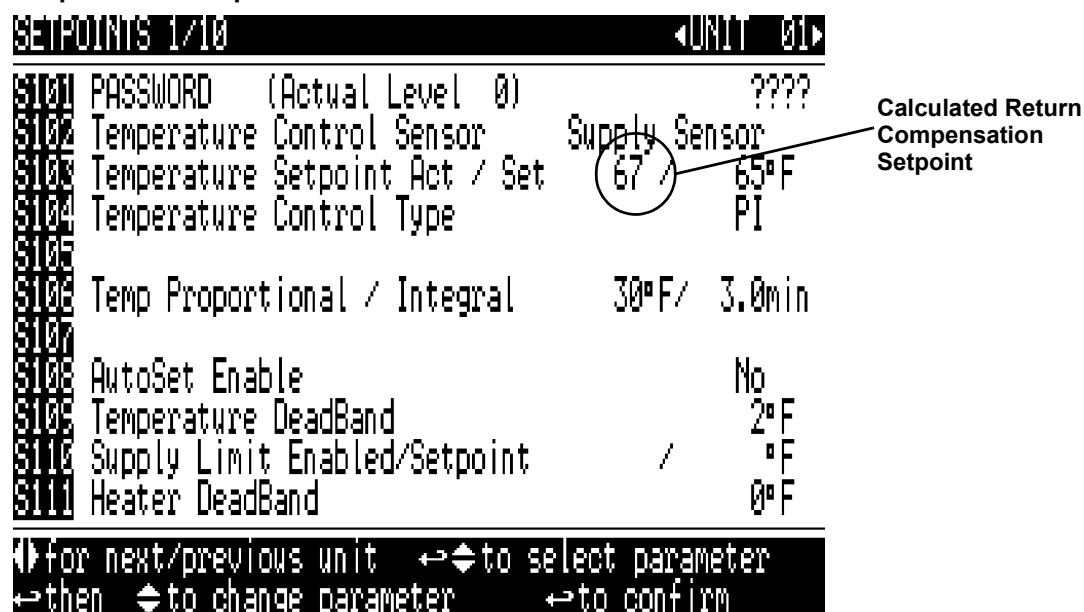 SETPOINTS 1/10 ◂UNIT 01▸
S101 PASSWORD (Actual Level 0) ????
S102 Temperature Control Sensor Supply Sensor
S103 Temperature Setpoint Act / Set 67 / 65°F
S104 Temperature Control Type PI
S105
S106 Temp Proportional / Integral 30°F/ 3.0min
S107
S108 AutoSet Enable No
S109 Temperature DeadBand 2°F
S110 Supply Limit Enabled/Setpoint / °F
S111 Heater DeadBand 0°F
◂▸for next/previous unit ↩◆to select parameter
↩then ◆to change parameter ↩to confirm
Calculated Return
Compensation
Setpoint